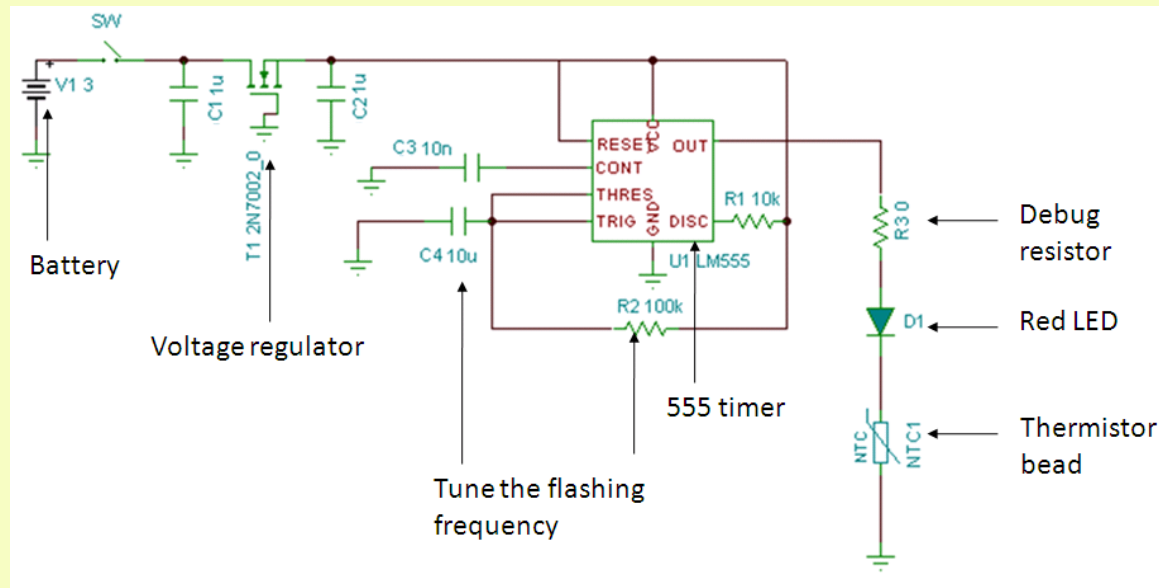 SW
V1 3
C1 1u
T1 2N7002_0
C2 1u
C3 10n
C4 10u
RESET
VCC
OUT
CONT
THRES
TRIG
GND
DISC
R1 10k
U1 LM555
R2 100k
R3 0
D1
NTC
NTC1
Battery
Voltage regulator
Tune the flashing
frequency
555 timer
Debug
resistor
Red LED
Thermistor
bead